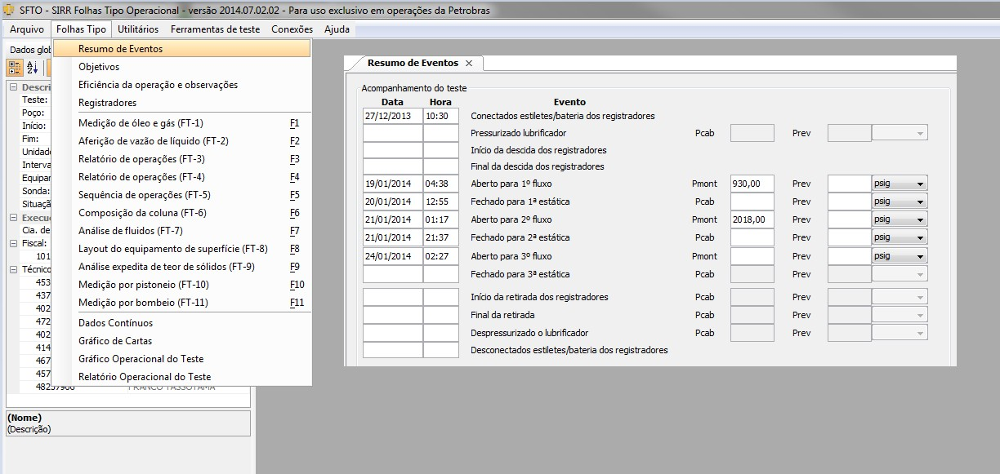 SFTO - SIRR Folhas Tipo Operacional - versão 2014.07.02.02 - Para uso exclusivo em operações da Petrobras
Arquivo Folhas Tipo Utilitários Ferramentas de teste Conexões Ajuda
Dados glob
Descri
Teste:
Poço:
Início:
Fim:
Unidad
Interva
Equipar
Sonda:
Situaçã
Execu
Cia. de
Fiscal:
101
Técnico
453
437
402
472
402
414
467
457
48257900
(Nome)
(Descrição)
Resumo de Eventos
Objetivos
Eficiência da operação e observações
Registradores
Medição de óleo e gás (FT-1) F1
Aferição de vazão de líquido (FT-2) F2
Relatório de operações (FT-3) F3
Relatório de operações (FT-4) F4
Sequência de operações (FT-5) F5
Composição da coluna (FT-6) F6
Análise de fluidos (FT-7) F7
Layout do equipamento de superfície (FT-8) F8
Análise expedita de teor de sólidos (FT-9) F9
Medição por pistoneio (FT-10) F10
Medição por bombeio (FT-11) F11
Dados Contínuos
Gráfico de Cartas
Gráfico Operacional do Teste
Relatório Operacional do Teste
Resumo de Eventos
Acompanhamento do teste
Data Hora Evento
27/12/2013 10:30 Conectados estiletes/bateria dos registradores
Pressurizado lubrificador Pcab Prev
Início da descida dos registradores
Final da descida dos registradores
19/01/2014 04:38 Aberto para 1º fluxo Pmont 930,00 Prev psig
20/01/2014 12:55 Fechado para 1ª estática Pcab Prev psig
21/01/2014 01:17 Aberto para 2º fluxo Pmont 2018,00 Prev psig
21/01/2014 21:37 Fechado para 2ª estática Pcab Prev psig
24/01/2014 02:27 Aberto para 3º fluxo Pmont Prev psig
Fechado para 3ª estática Pcab Prev
Início da retirada dos registradores Pcab Prev
Final da retirada Pcab Prev
Despressurizado o lubrificador Pcab Prev
Desconectados estiletes/bateria dos registradores